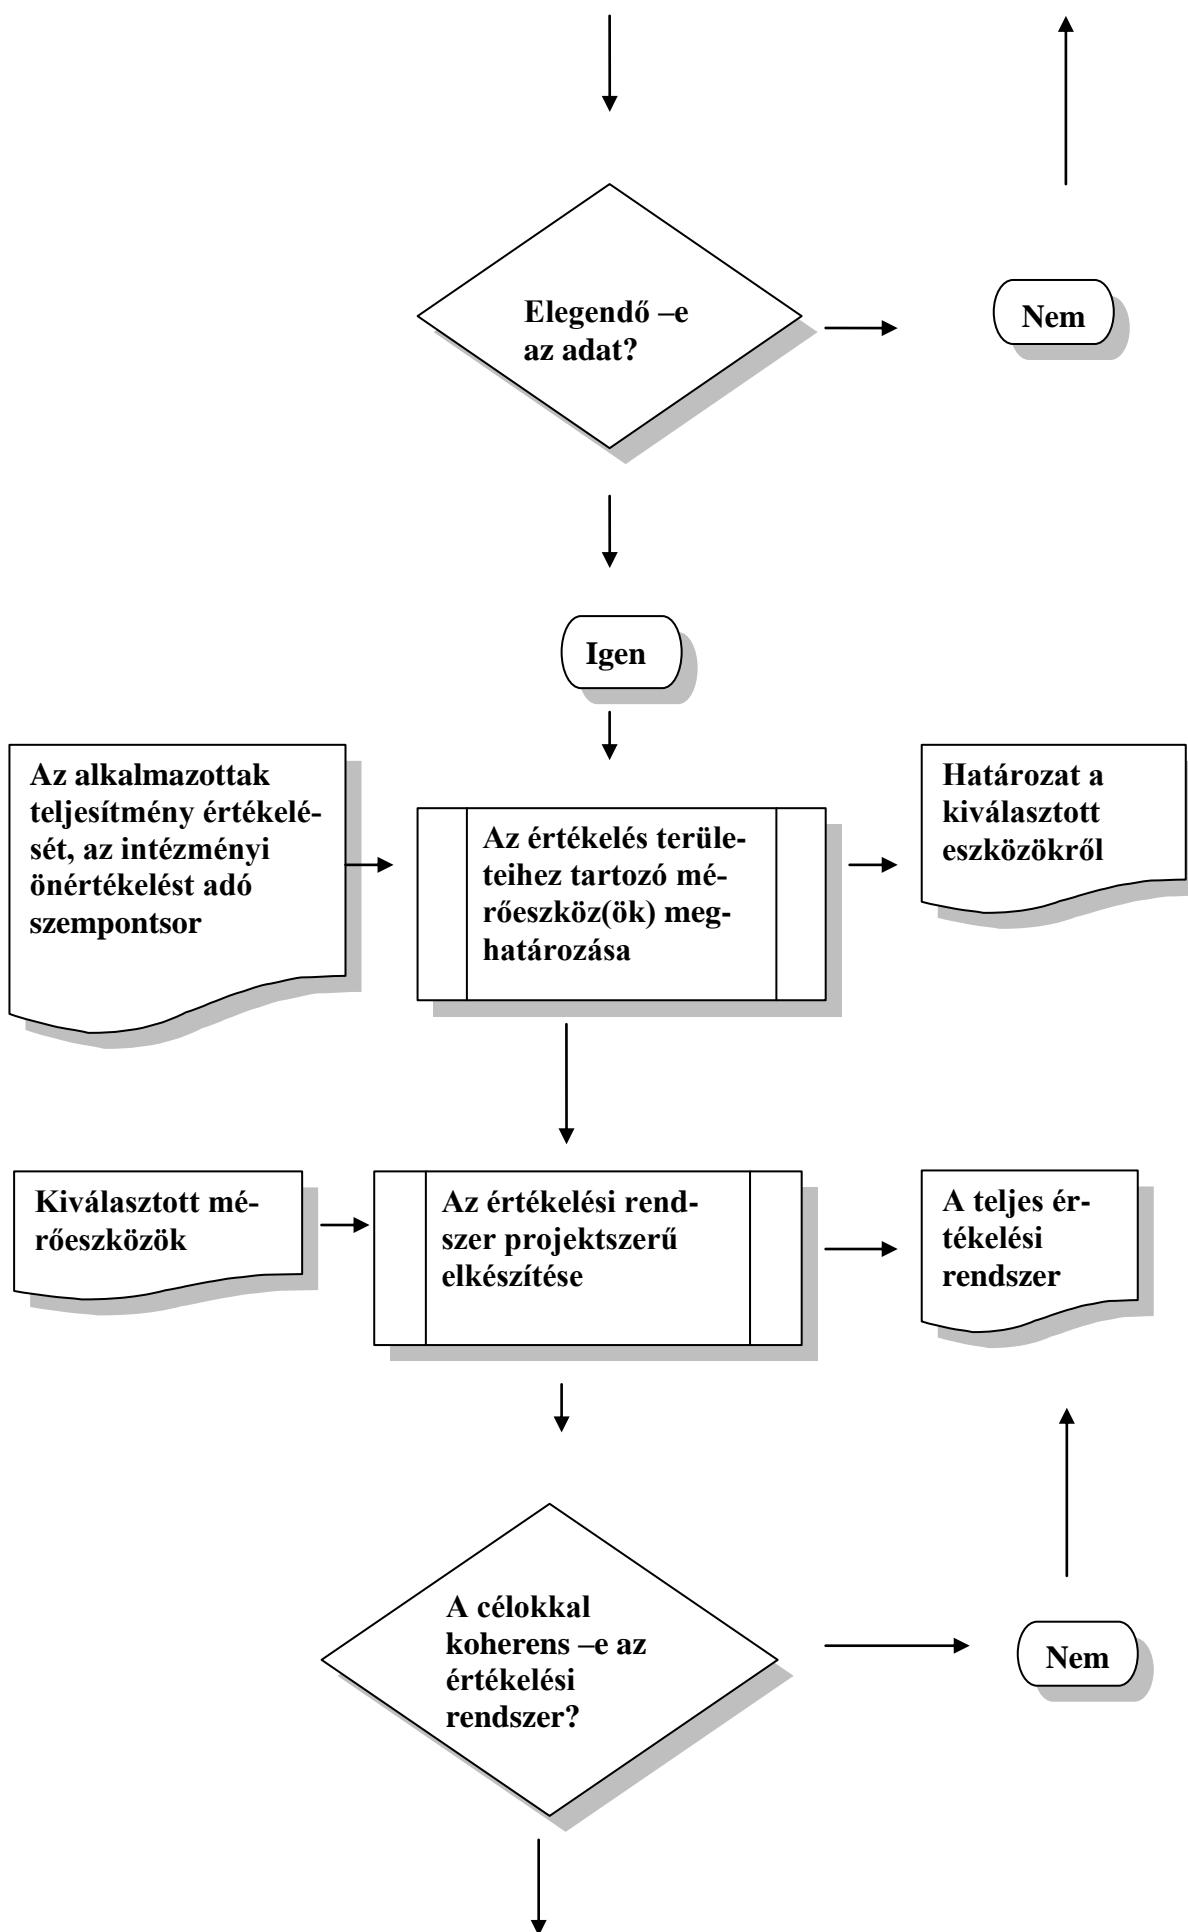 Elegendő –e
az adat?
Nem
Igen
Az alkalmazottak
teljesítmény értékelé-
sét, az intézményi
önértékelést adó
szempontsor
Az értékelés terüle-
teihez tartozó mé-
rőeszköz(ök) meg-
határozása
Határozat a
kiválasztott
eszközökről
Kiválasztott mé-
rőeszközök
Az értékelési rend-
szer projektszerű
elkészítése
A teljes ér-
tékelési
rendszer
A célokkal
koherens –e az
értékelési
rendszer?
Nem